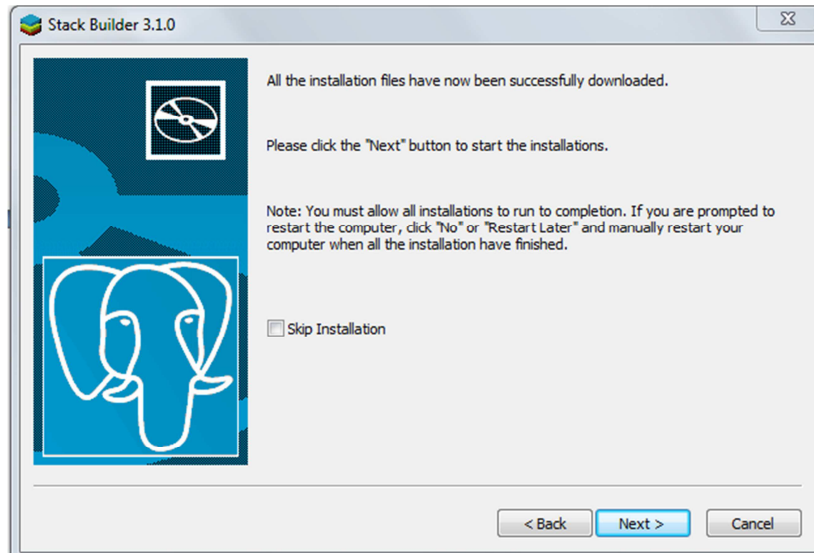 Stack Builder 3.1.0
All the installation files have now been successfully downloaded.
Please click the "Next" button to start the installations.
Note: You must allow all installations to run to completion. If you are prompted to
restart the computer, click "No" or "Restart Later" and manually restart your
computer when all the installation have finished.
Skip Installation
< Back
Next >
Cancel